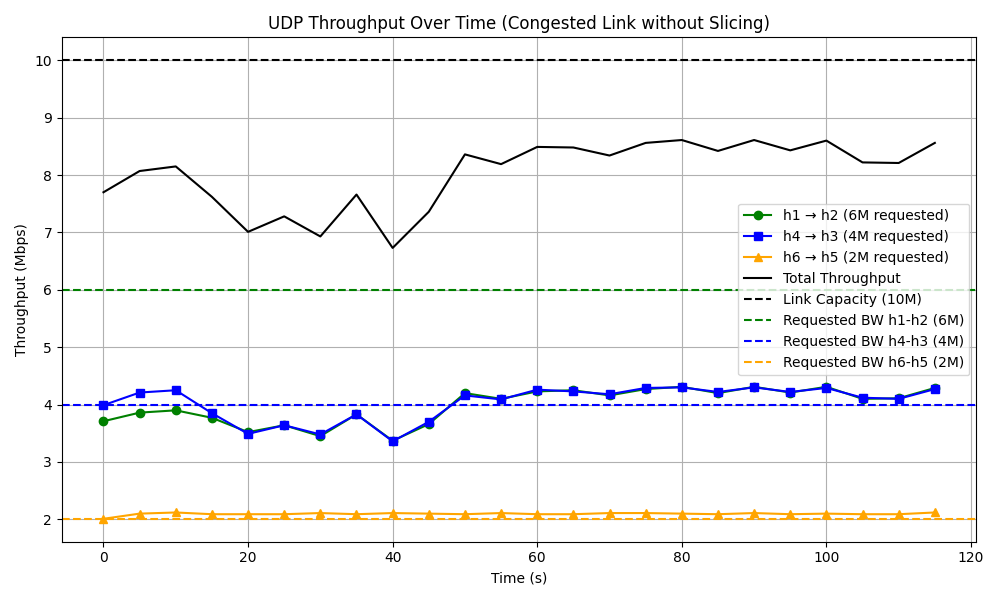 UDP Throughput Over Time (Congested Link without Slicing)
Throughput (Mbps)
10
9
8
7
6
5
4
3
2
h1 → h2 (6M requested)
h4 → h3 (4M requested)
h6 → h5 (2M requested)
Total Throughput
Link Capacity (10M)
Requested BW h1-h2 (6M)
Requested BW h4-h3 (4M)
Requested BW h6-h5 (2M)
0 20 40 60 80 100 120
Time (s)